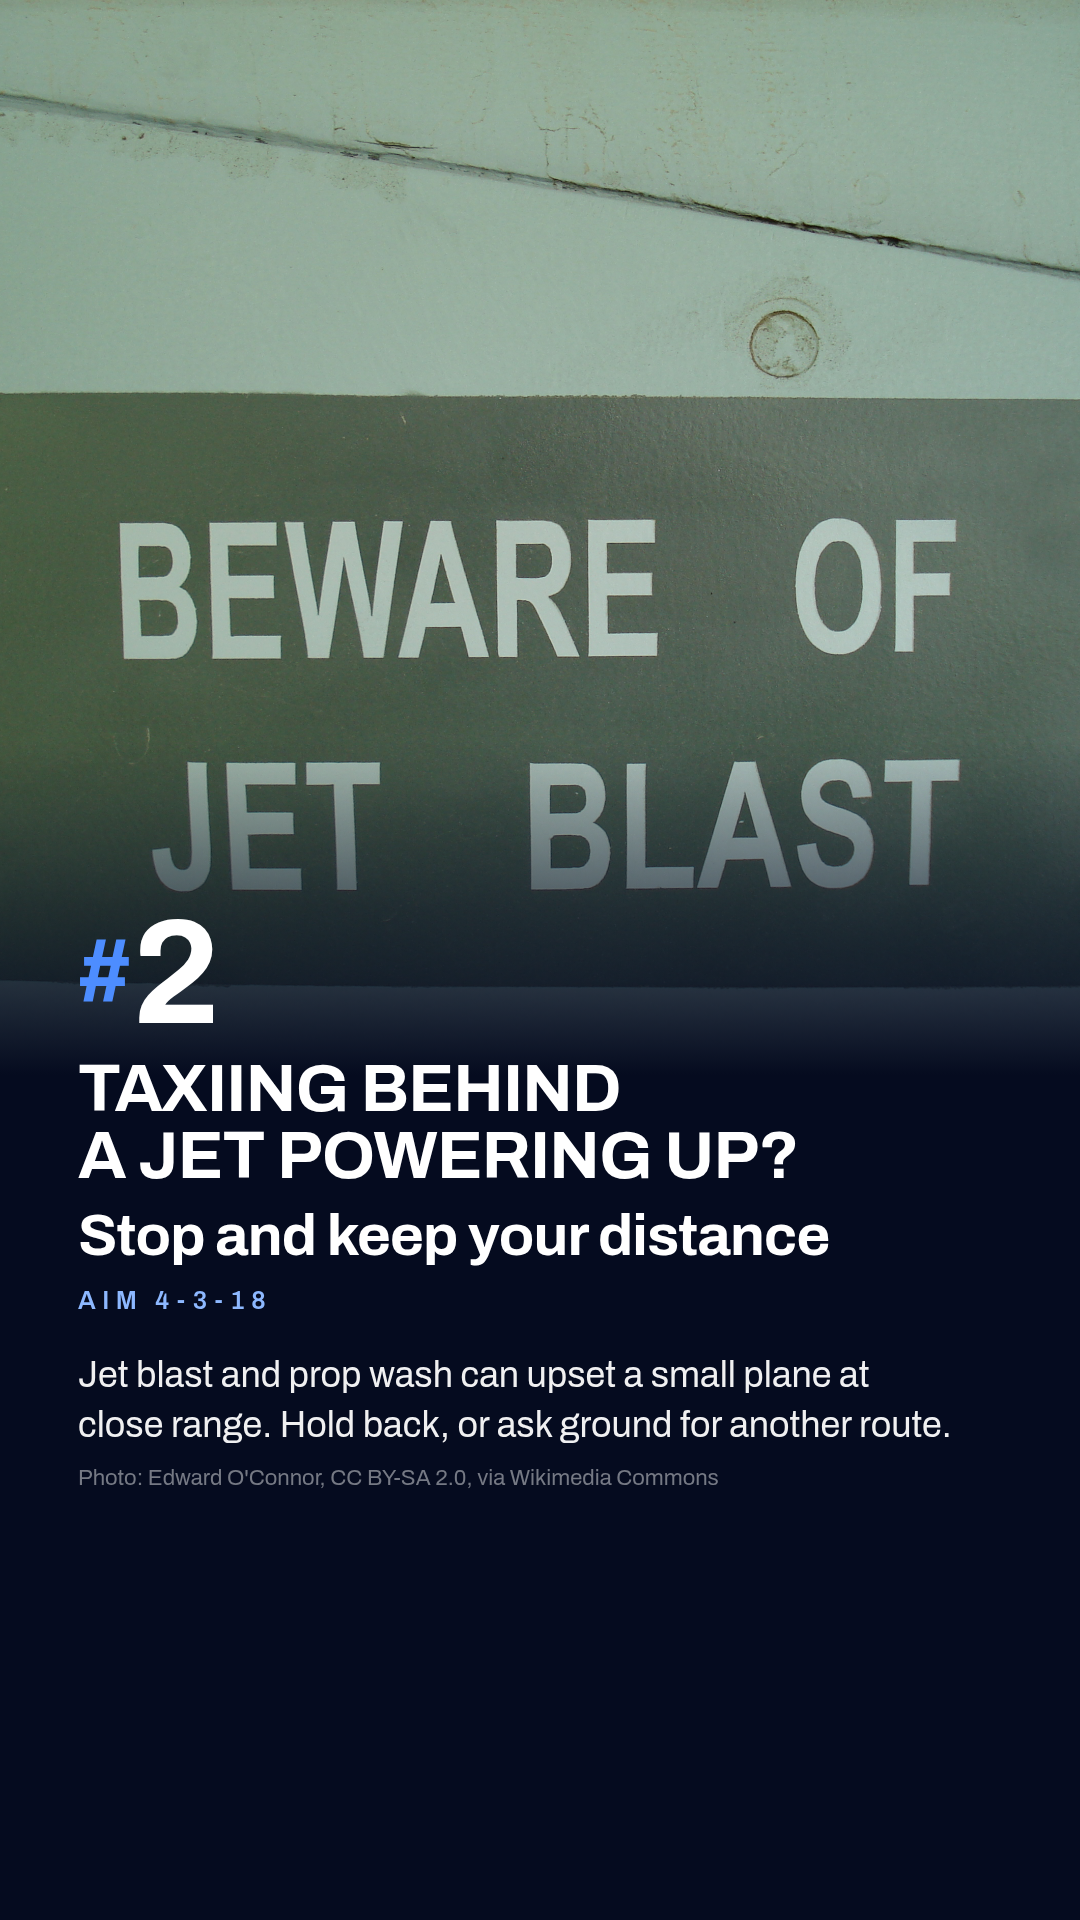 BEWARE OF
JET BLAST
#2
TAXIING BEHIND
A JET POWERING UP?
Stop and keep your distance
AIM 4-3-18
Jet blast and prop wash can upset a small plane at
close range. Hold back, or ask ground for another route.
Photo: Edward O'Connor, CC BY-SA 2.0, via Wikimedia Commons